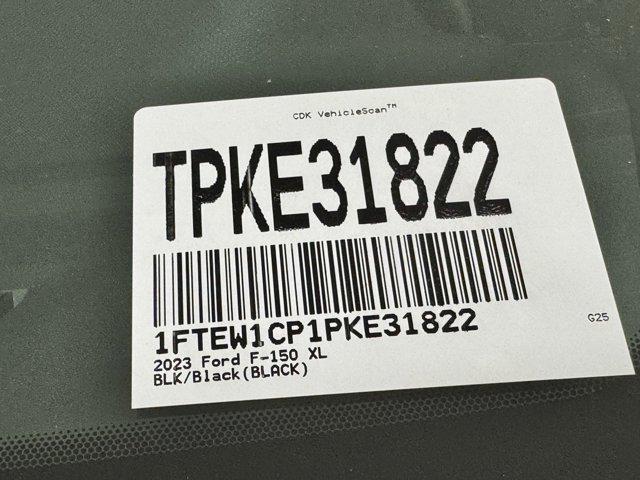 CDK VehicleScan™
TPKE31822
1FTEW1CP1PKE31822
2023 Ford F-150 XL
BLK/Black(BLACK)
G25